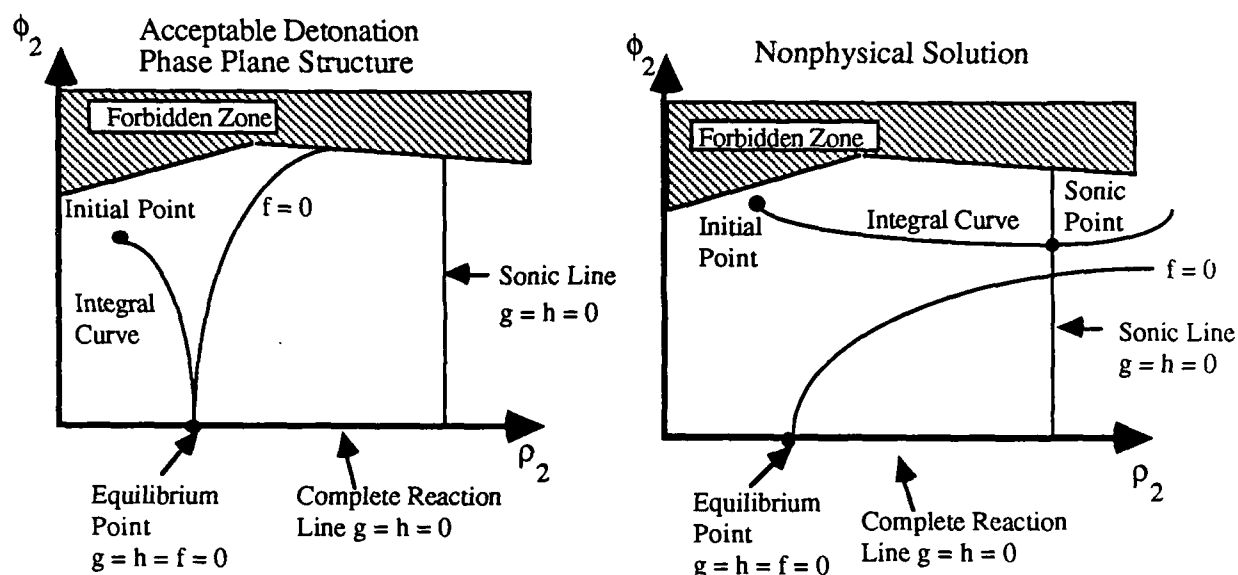 Acceptable Detonation
Phase Plane Structure
ϕ2
Forbidden Zone
Initial Point
f = 0
Integral
Curve
Sonic Line
g = h = 0
ρ2
Equilibrium
Point
g = h = f = 0
Complete Reaction
Line g = h = 0
Nonphysical Solution
ϕ2
Forbidden Zone
Initial
Point
Integral Curve
Sonic
Point
f = 0
Sonic Line
g = h = 0
ρ2
Equilibrium
Point
g = h = f = 0
Complete Reaction
Line g = h = 0